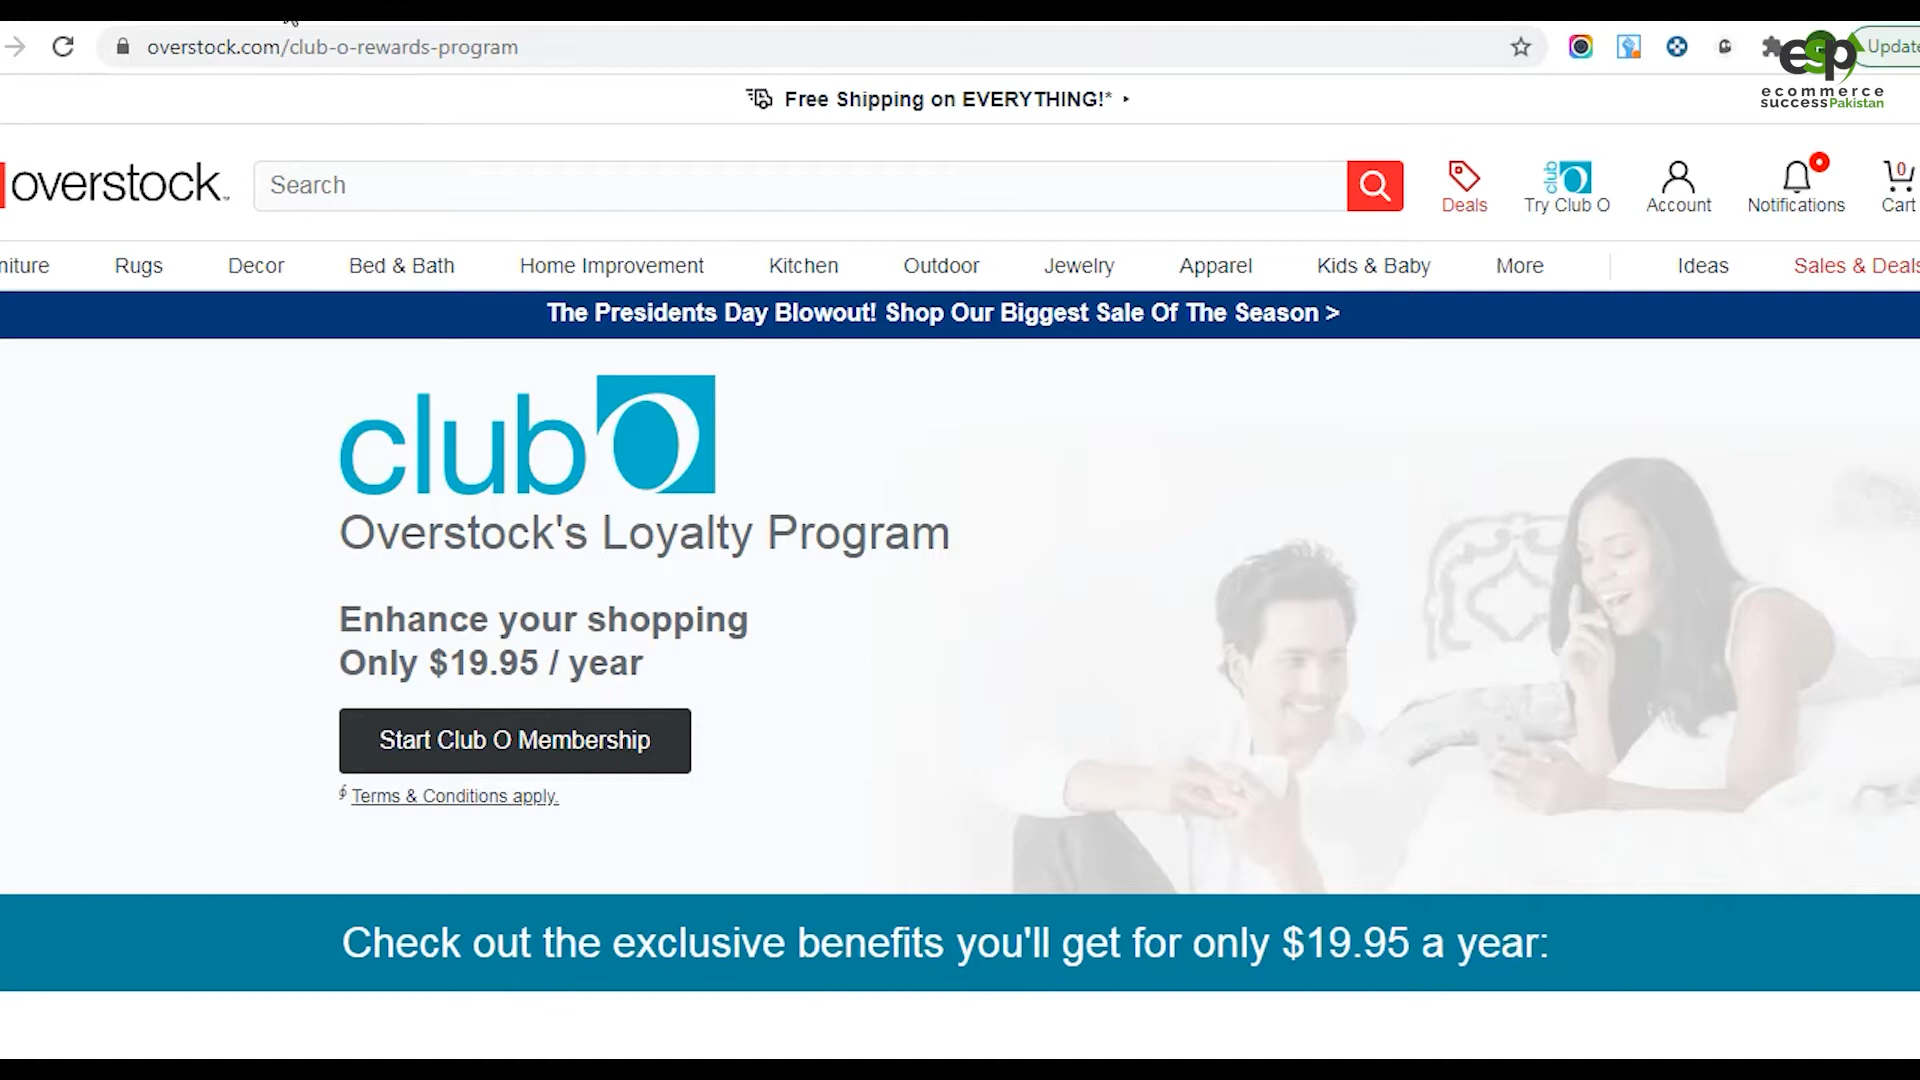 overstock.com/club-o-rewards-program
Update
esp
ecommerce
successPakistan
Free Shipping on EVERYTHING!*
overstock™
Search
Deals
club O
Try Club O
Account
Notifications
0
Cart
niture Rugs Decor Bed & Bath Home Improvement Kitchen Outdoor Jewelry Apparel Kids & Baby More Ideas Sales & Deals
The Presidents Day Blowout! Shop Our Biggest Sale Of The Season >
club O
Overstock's Loyalty Program
Enhance your shopping
Only $19.95 / year
Start Club O Membership
∮ Terms & Conditions apply.
Check out the exclusive benefits you'll get for only $19.95 a year: